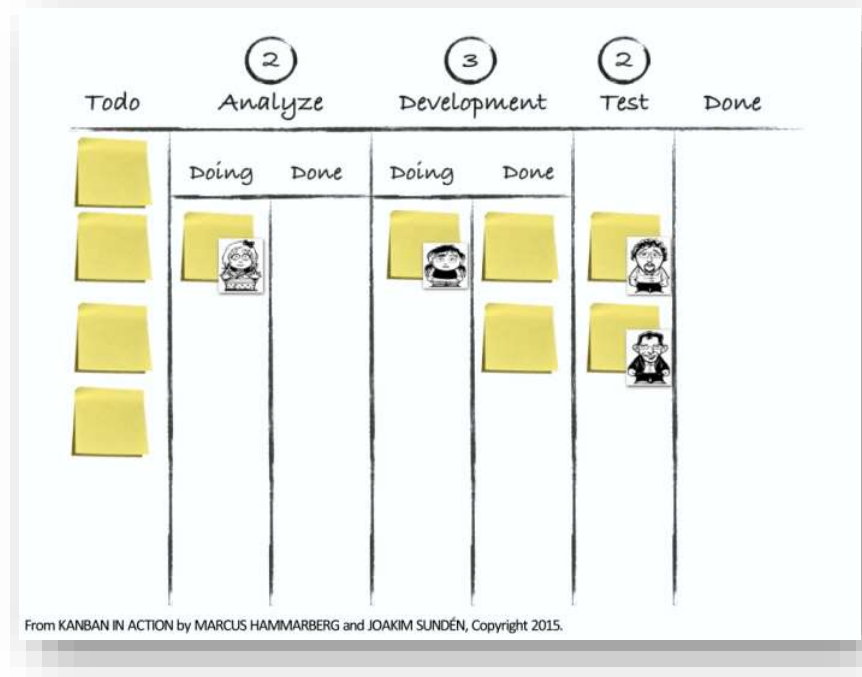 2 3 2
Todo Analyze Development Test Done
Doing Done Doing Done
From KANBAN IN ACTION by MARCUS HAMMARBERG and JOAKIM SUNDÉN, Copyright 2015.